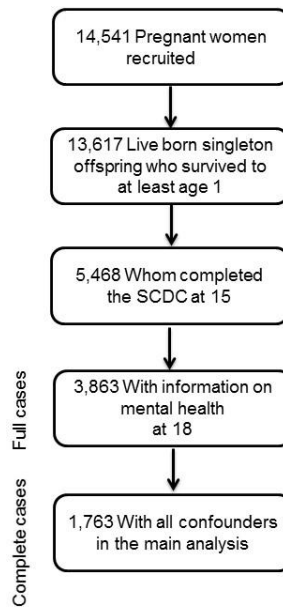 14,541 Pregnant women
recruited
13,617 Live born singleton
offspring who survived to
at least age 1
5,468 Whom completed
the SCDC at 15
Full cases
3,863 With information on
mental health
at 18
Complete cases
1,763 With all confounders
in the main analysis